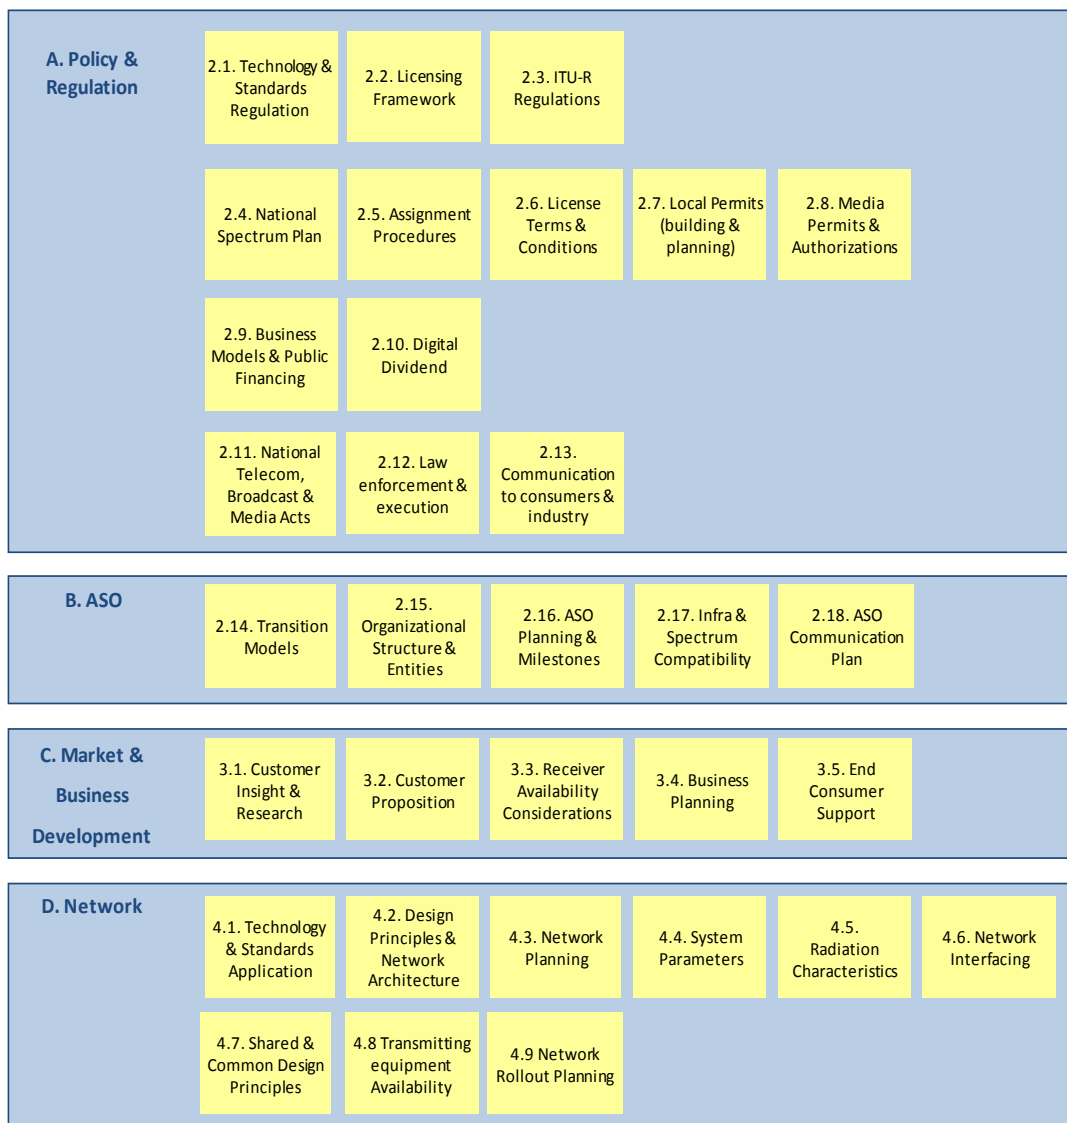 A. Policy &
Regulation
2.1. Technology &
Standards
Regulation
2.2. Licensing
Framework
2.3. ITU-R
Regulations
2.4. National
Spectrum Plan
2.5. Assignment
Procedures
2.6. License
Terms &
Conditions
2.7. Local Permits
(building &
planning)
2.8. Media
Permits &
Authorizations
2.9. Business
Models & Public
Financing
2.10. Digital
Dividend
2.11. National
Telecom,
Broadcast &
Media Acts
2.12. Law
enforcement &
execution
2.13.
Communication
to consumers &
industry
B. ASO
2.14. Transition
Models
2.15.
Organizational
Structure &
Entities
2.16. ASO
Planning &
Milestones
2.17. Infra &
Spectrum
Compatibility
2.18. ASO
Communication
Plan
C. Market &
Business
Development
3.1. Customer
Insight &
Research
3.2. Customer
Proposition
3.3. Receiver
Availability
Considerations
3.4. Business
Planning
3.5. End
Consumer
Support
D. Network
4.1. Technology
& Standards
Application
4.2. Design
Principles &
Network
Architecture
4.3. Network
Planning
4.4. System
Parameters
4.5.
Radiation
Characteristics
4.6. Network
Interfacing
4.7. Shared &
Common Design
Principles
4.8 Transmitting
equipment
Availability
4.9 Network
Rollout Planning